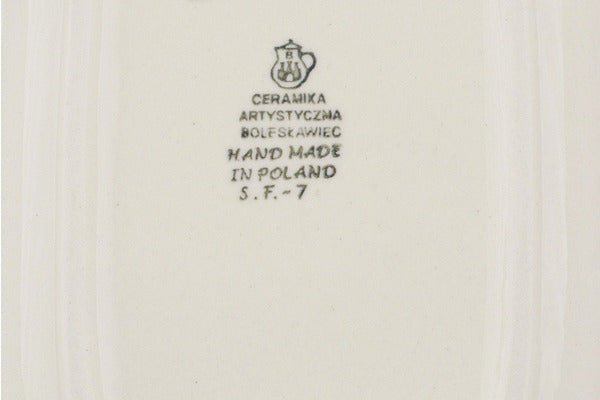 B
CERAMIKA
ARTYSTYCZNA
BOLESŁAWIEC
HAND MADE
IN POLAND
S.F.-7